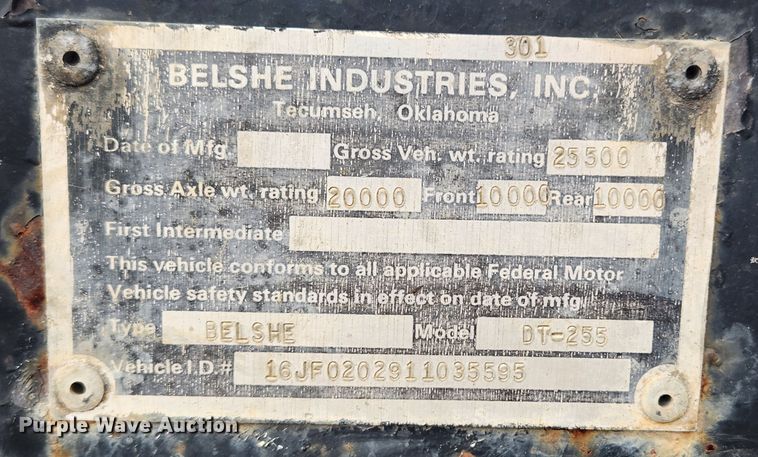 301
BELSHE INDUSTRIES, INC.
Tecumseh, Oklahoma
Date of Mfg Gross Veh. wt. rating 25500
Gross Axle wt. rating 20000 Front 10000 Rear 10000
First Intermediate
This vehicle conforms to all applicable Federal Motor
Vehicle safety standards in effect on date of mfg.
Type BELSHE Model DT-255
Vehicle I.D.# 16JF0202911035595
Purple Wave Auction